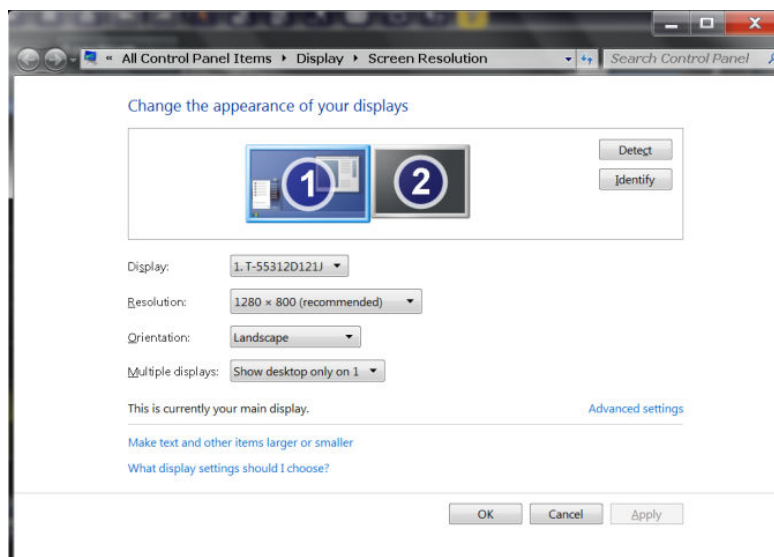 « All Control Panel Items ▸ Display ▸ Screen Resolution
Search Control Panel
Change the appearance of your displays
1
2
Detect
Identify
Display:
1. T-55312D121J
Resolution:
1280 × 800 (recommended)
Orientation:
Landscape
Multiple displays:
Show desktop only on 1
This is currently your main display.
Advanced settings
Make text and other items larger or smaller
What display settings should I choose?
OK
Cancel
Apply